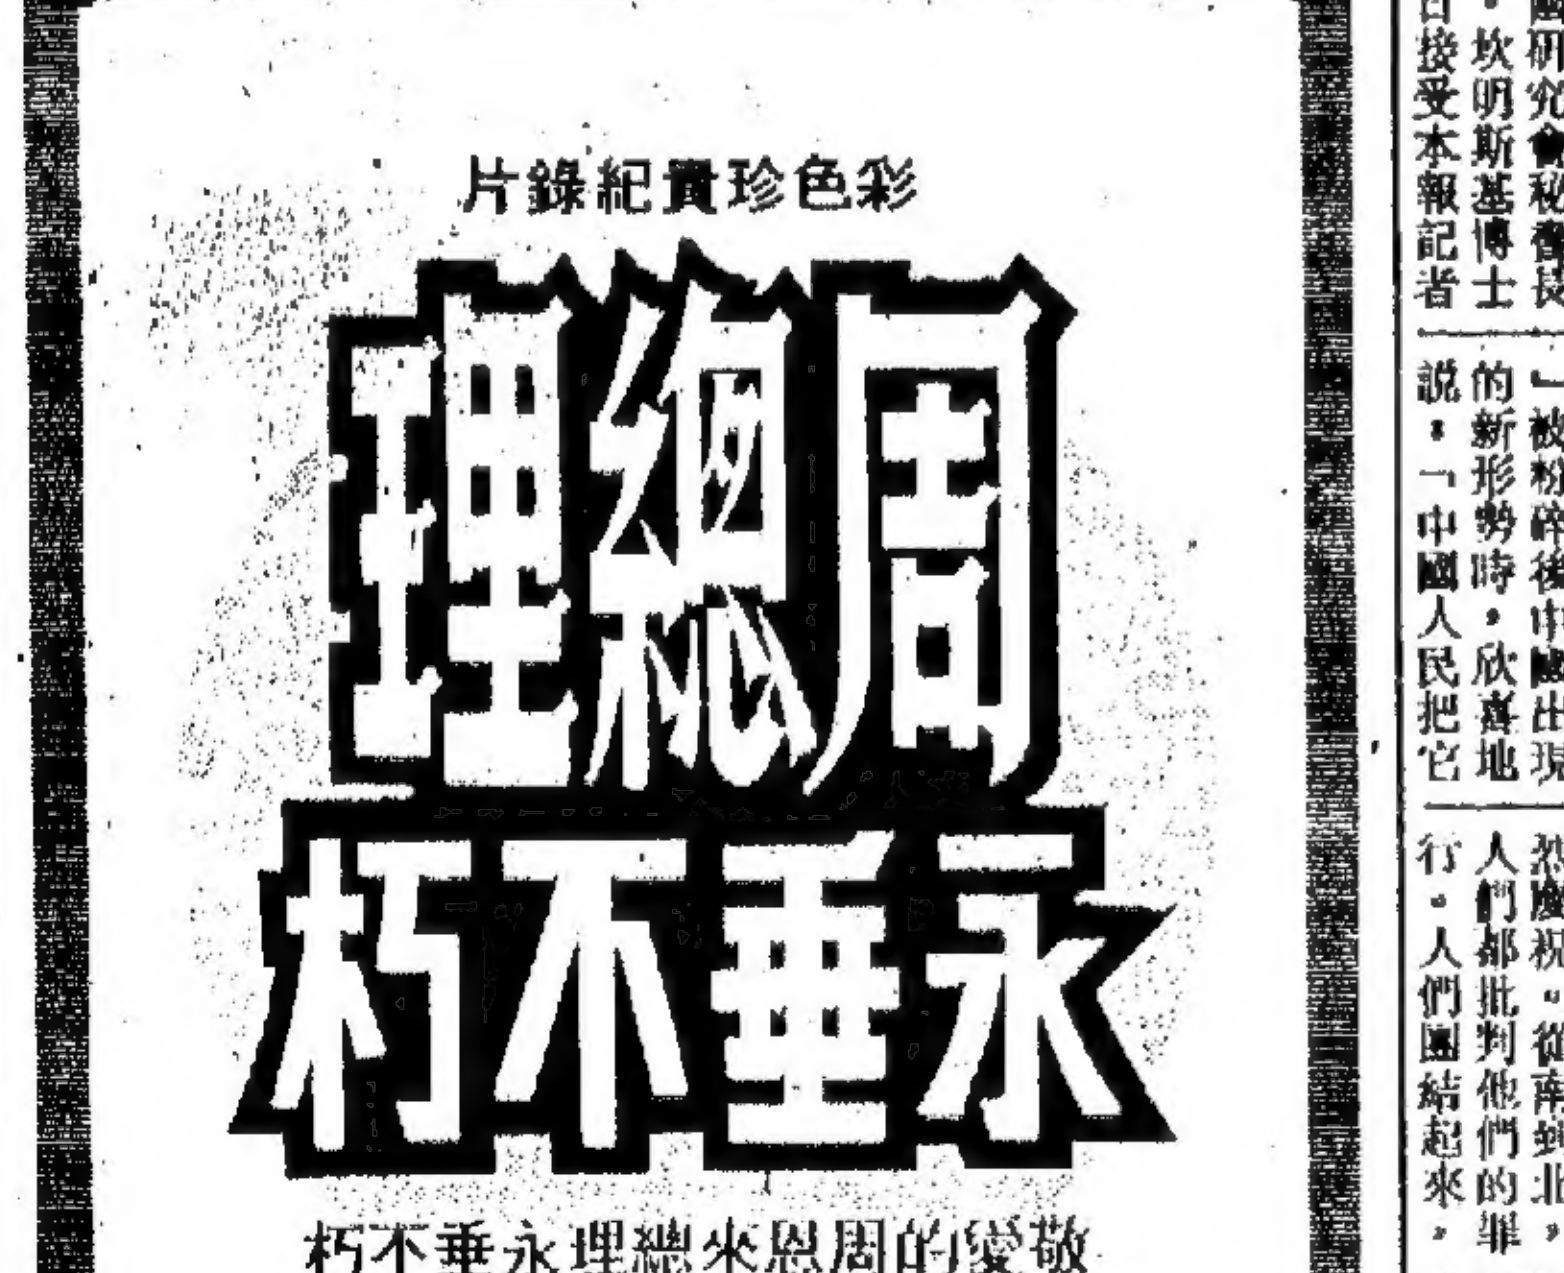 彩色珍貴紀錄片
周總理
永垂不朽
敬愛的周恩來總理永垂不朽
團研究會秘書長
。坎明斯基博士
日接受本報記者
』被粉碎後中國出現
的新形勢時，欣喜地
說：「中國人民把它
烈慶祝。從南到北，
人們都批判他們的罪
行。人們團結起來，